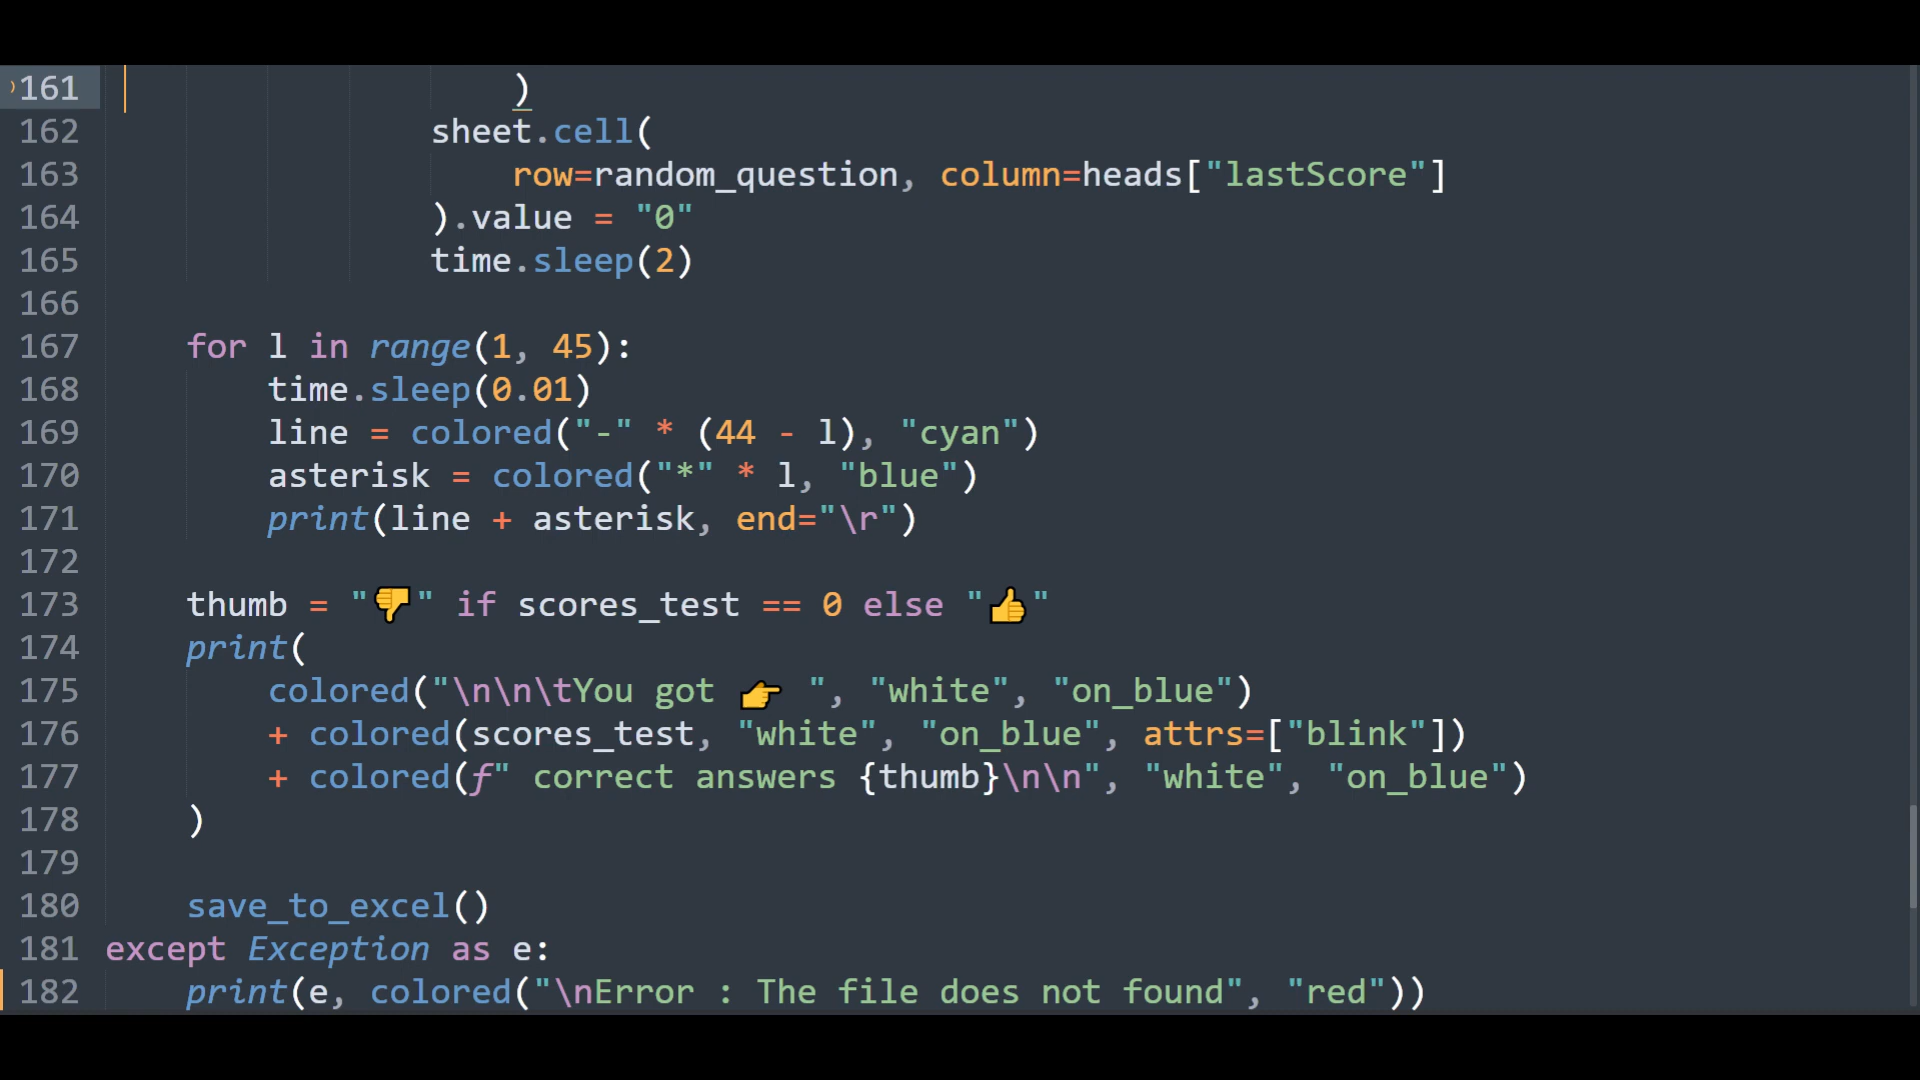 161                     )
162                 sheet.cell(
163                     row=random_question, column=heads["lastScore"]
164                 ).value = "0"
165                 time.sleep(2)
166
167     for l in range(1, 45):
168         time.sleep(0.01)
169         line = colored("-" * (44 - l), "cyan")
170         asterisk = colored("*" * l, "blue")
171         print(line + asterisk, end="\r")
172
173     thumb = "👎" if scores_test == 0 else "👍"
174     print(
175         colored("\n\n\tYou got 👉 ", "white", "on_blue")
176         + colored(scores_test, "white", "on_blue", attrs=["blink"])
177         + colored(f" correct answers {thumb}\n\n", "white", "on_blue")
178     )
179
180     save_to_excel()
181 except Exception as e:
182     print(e, colored("\nError : The file does not found", "red"))